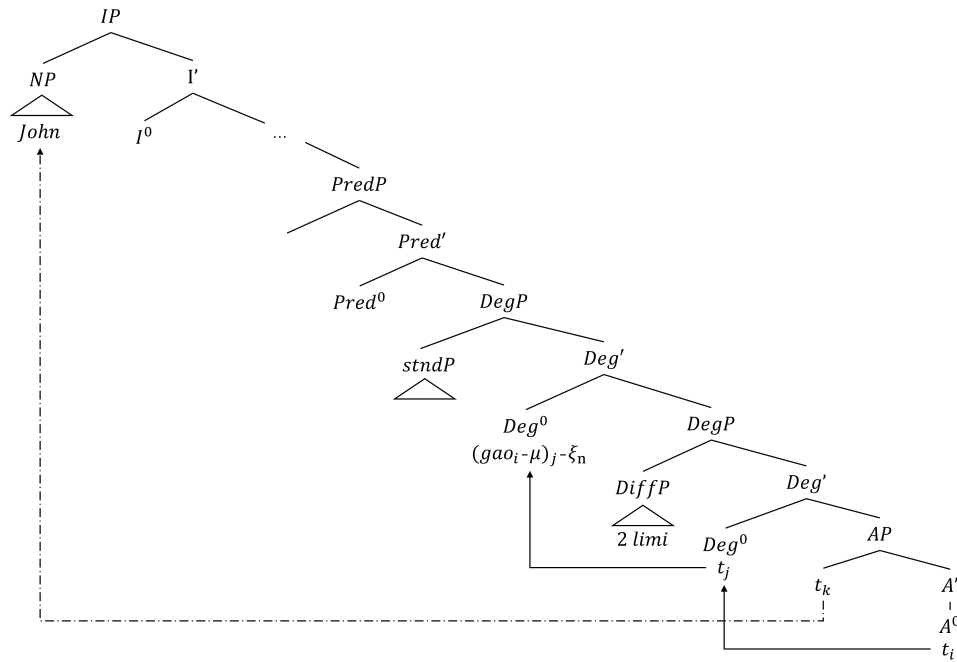 IP
NP
I’
John
I⁰
...
PredP
Pred′
Pred⁰
DegP
stndP
Deg′
Deg⁰
DegP
(gaoᵢ-μ)ⱼ-ξₙ
DiffP
Deg’
2 limi
Deg⁰
AP
tⱼ
tₖ
A’
A⁰
tᵢ